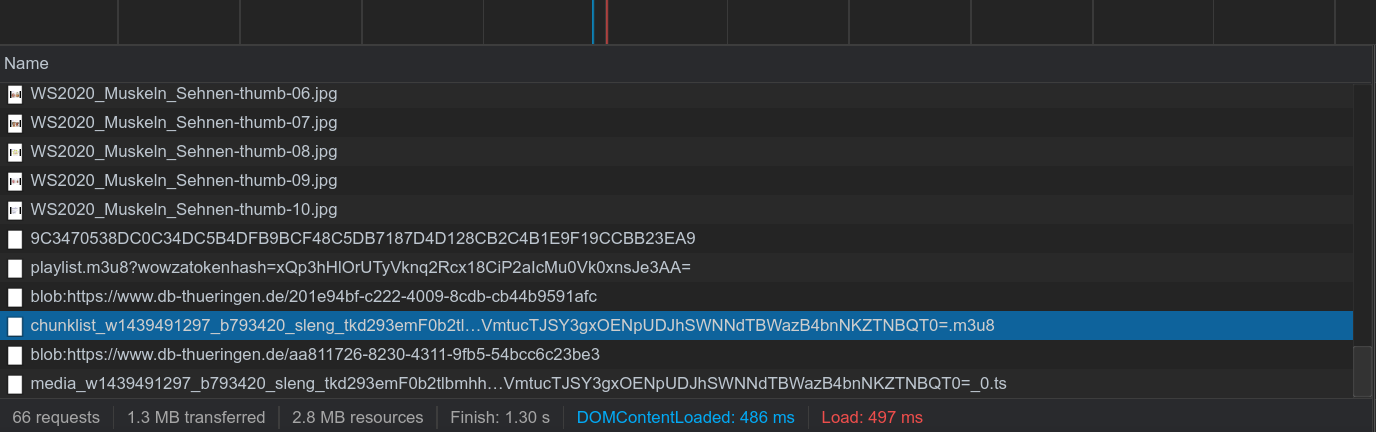 Name
WS2020_Muskeln_Sehnen-thumb-06.jpg
WS2020_Muskeln_Sehnen-thumb-07.jpg
WS2020_Muskeln_Sehnen-thumb-08.jpg
WS2020_Muskeln_Sehnen-thumb-09.jpg
WS2020_Muskeln_Sehnen-thumb-10.jpg
9C3470538DC0C34DC5B4DFB9BCF48C5DB7187D4D128CB2C4B1E9F19CCBB23EA9
playlist.m3u8?wowzatokenhash=xQp3hHlOrUTyVknq2Rcx18CiP2aIcMu0Vk0xnsJe3AA=
blob:https://www.db-thueringen.de/201e94bf-c222-4009-8cdb-cb44b9591afc
chunklist_w1439491297_b793420_sleng_tkd293emF0b2tl…VmtucTJSY3gxOENpUDJhSWNNdTBWazB4bnNKZTNBQT0=.m3u8
blob:https://www.db-thueringen.de/aa811726-8230-4311-9fb5-54bcc6c23be3
media_w1439491297_b793420_sleng_tkd293emF0b2tlbmhh…VmtucTJSY3gxOENpUDJhSWNNdTBWazB4bnNKZTNBQT0=_0.ts
66 requests 1.3 MB transferred 2.8 MB resources Finish: 1.30 s DOMContentLoaded: 486 ms Load: 497 ms